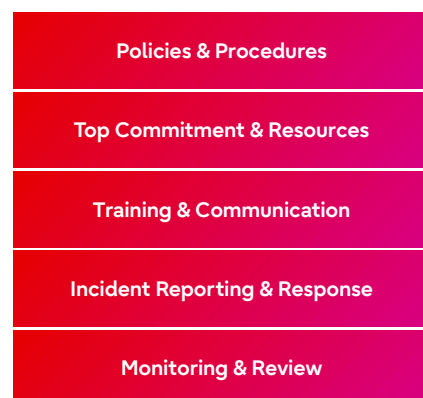 Policies & Procedures
Top Commitment & Resources
Training & Communication
Incident Reporting & Response
Monitoring & Review